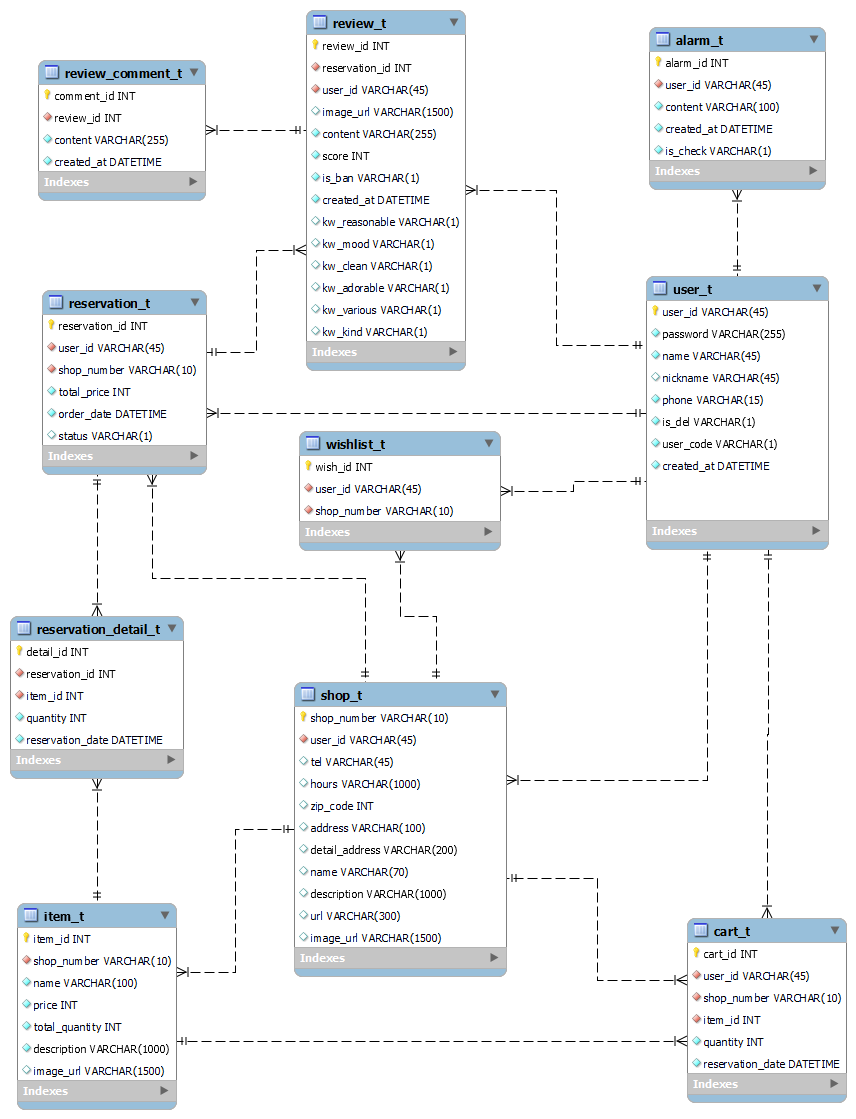 review_t
review_id INT
reservation_id INT
user_id VARCHAR(45)
image_url VARCHAR(1500)
content VARCHAR(255)
score INT
is_ban VARCHAR(1)
created_at DATETIME
kw_reasonable VARCHAR(1)
kw_mood VARCHAR(1)
kw_clean VARCHAR(1)
kw_adorable VARCHAR(1)
kw_various VARCHAR(1)
kw_kind VARCHAR(1)
Indexes
alarm_t
alarm_id INT
user_id VARCHAR(45)
content VARCHAR(100)
created_at DATETIME
is_check VARCHAR(1)
Indexes
review_comment_t
comment_id INT
review_id INT
content VARCHAR(255)
created_at DATETIME
Indexes
user_t
user_id VARCHAR(45)
password VARCHAR(255)
name VARCHAR(45)
nickname VARCHAR(45)
phone VARCHAR(15)
is_del VARCHAR(1)
user_code VARCHAR(1)
created_at DATETIME
Indexes
reservation_t
reservation_id INT
user_id VARCHAR(45)
shop_number VARCHAR(10)
total_price INT
order_date DATETIME
status VARCHAR(1)
Indexes
wishlist_t
wish_id INT
user_id VARCHAR(45)
shop_number VARCHAR(10)
Indexes
reservation_detail_t
detail_id INT
reservation_id INT
item_id INT
quantity INT
reservation_date DATETIME
Indexes
shop_t
shop_number VARCHAR(10)
user_id VARCHAR(45)
tel VARCHAR(45)
hours VARCHAR(1000)
zip_code INT
address VARCHAR(100)
detail_address VARCHAR(200)
name VARCHAR(70)
description VARCHAR(1000)
url VARCHAR(300)
image_url VARCHAR(1500)
Indexes
item_t
item_id INT
shop_number VARCHAR(10)
name VARCHAR(100)
price INT
total_quantity INT
description VARCHAR(1000)
image_url VARCHAR(1500)
Indexes
cart_t
cart_id INT
user_id VARCHAR(45)
shop_number VARCHAR(10)
item_id INT
quantity INT
reservation_date DATETIME
Indexes